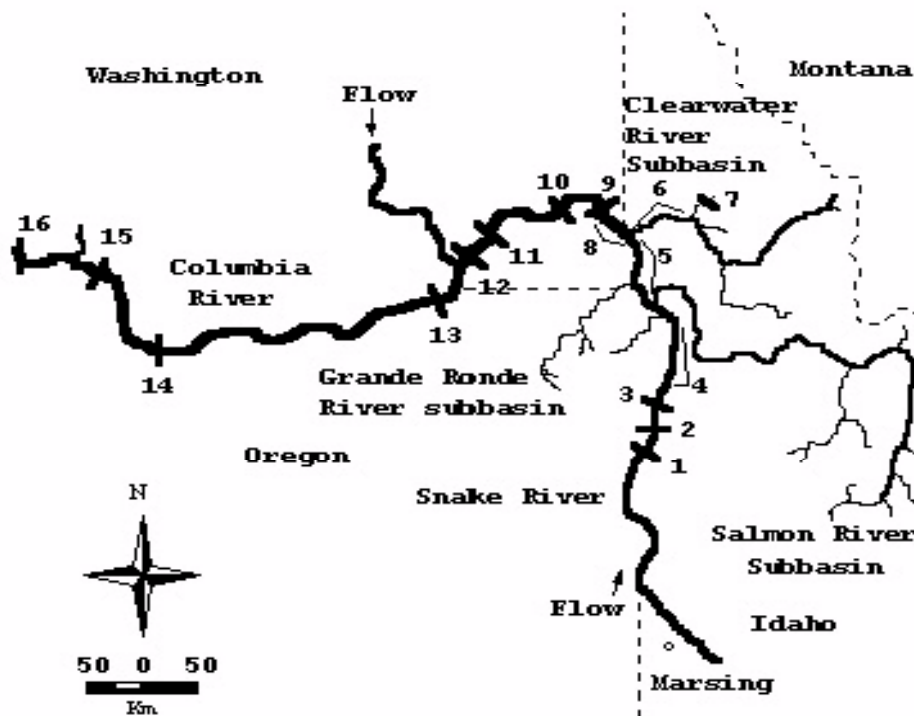 Washington
Montana
Flow
Clearwater
River
Subbasin
10
9
6
7
16
15
11
8
5
Columbia
River
12
13
14
Grande Ronde
River subbasin
4
3
2
Oregon
1
N
Snake River
Salmon River
Subbasin
Flow
Idaho
50 0 50
Km
Marsing